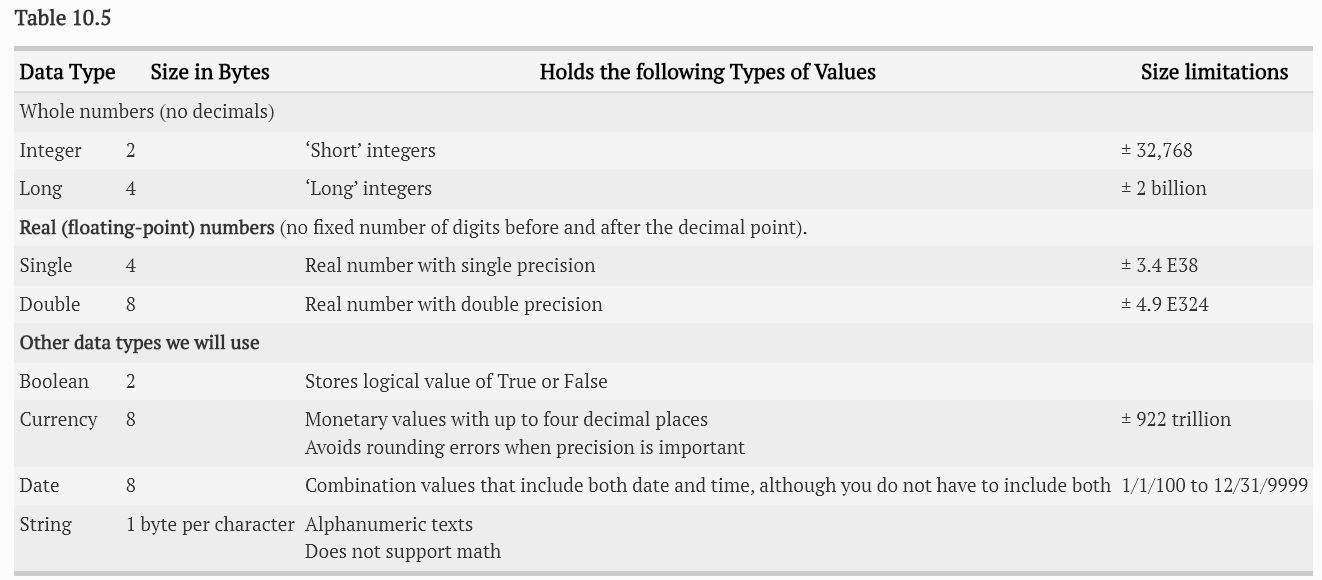 Table 10.5
Data Type Size in Bytes Holds the following Types of Values Size limitations
Whole numbers (no decimals)
Integer 2 ‘Short’ integers ± 32,768
Long 4 ‘Long’ integers ± 2 billion
Real (floating-point) numbers (no fixed number of digits before and after the decimal point).
Single 4 Real number with single precision ± 3.4 E38
Double 8 Real number with double precision ± 4.9 E324
Other data types we will use
Boolean 2 Stores logical value of True or False
Currency 8 Monetary values with up to four decimal places ± 922 trillion
Avoids rounding errors when precision is important
Date 8 Combination values that include both date and time, although you do not have to include both 1/1/100 to 12/31/9999
String 1 byte per character Alphanumeric texts
Does not support math